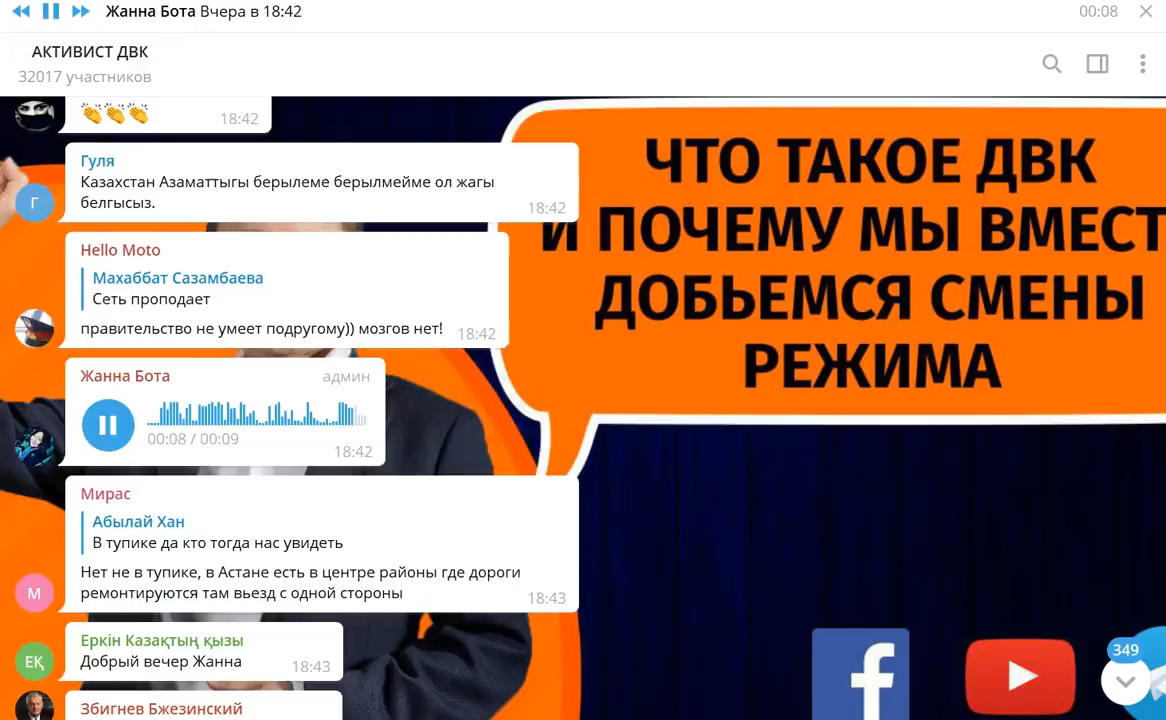 Жанна Бота Вчера в 18:42
00:08
АКТИВИСТ ДВК
32017 участников
18:42
Гуля
Казахстан Азаматтыгы берылеме берылмейме ол жагы
белгысыз.
18:42
Г
Hello Moto
Махаббат Сазамбаева
Сеть проподает
правительство не умеет подругому)) мозгов нет!
18:42
Жанна Бота
админ
00:08 / 00:09
18:42
Мирас
Абылай Хан
В тупике да кто тогда нас увидеть
Нет не в тупике, в Астане есть в центре районы где дороги
ремонтируются там вьезд с одной стороны
18:43
М
Еркін Казақтың қызы
Добрый вечер Жанна
18:43
ЕҚ
Збигнев Бжезинский
ЧТО ТАКОЕ ДВК
И ПОЧЕМУ МЫ ВМЕСТ
ДОБЬЕМСЯ СМЕНЫ
РЕЖИМА
f
349